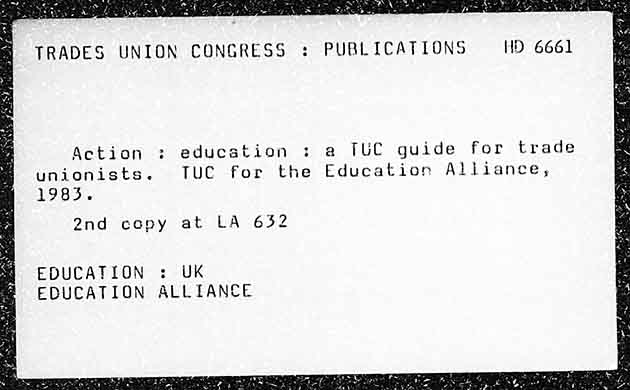 TRADES UNION CONGRESS : PUBLICATIONS HD 6661
Action : education : a TUC guide for trade
unionists. TUC for the Education Alliance,
1983.
2nd copy at LA 632
EDUCATION : UK
EDUCATION ALLIANCE